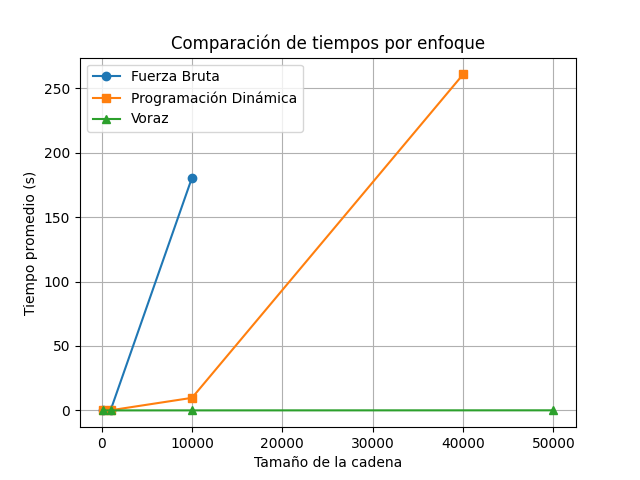 Comparación de tiempos por enfoque
Fuerza Bruta
Programación Dinámica
Voraz
Tiempo promedio (s)
250
200
150
100
50
0
0 10000 20000 30000 40000 50000
Tamaño de la cadena